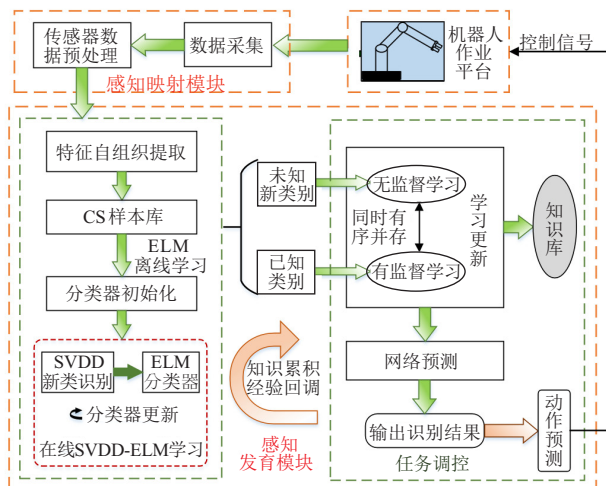 传感器数
据预处理
数据采集
机器人
作业
平台
控制信号
感知映射模块
特征自组织提取
CS样本库
ELM
离线学习
分类器初始化
SVDD
新类识别
ELM
分类器
分类器更新
在线SVDD-ELM学习
未知
新类别
已知
类别
无监督学习
同时有
序并存
有监督学习
学
习
更
新
知
识
库
网络预测
知识累积
经验回调
感知
发育模块
输出识别结果
任务调控
动
作
预
测